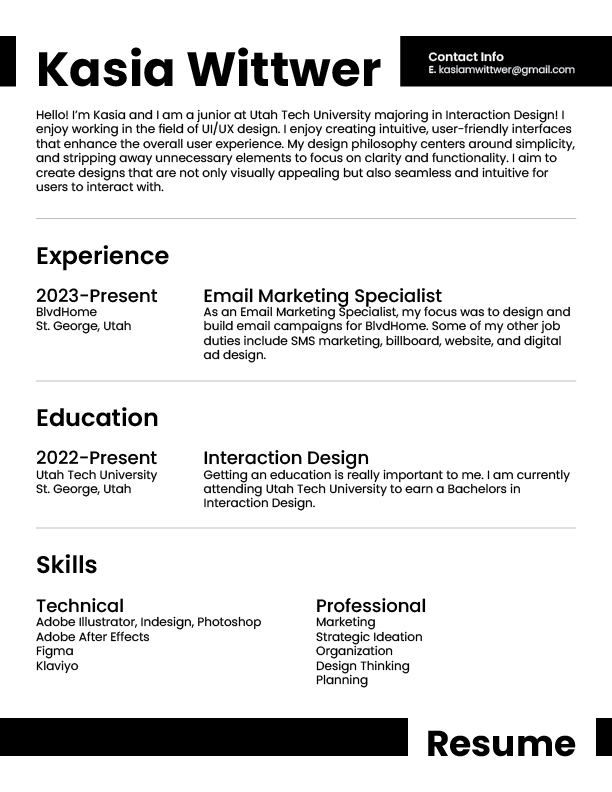 Kasia Wittwer
Contact Info
E. kasiamwittwer@gmail.com
Hello! I'm Kasia and I am a junior at Utah Tech University majoring in Interaction Design! I
enjoy working in the field of UI/UX design. I enjoy creating intuitive, user-friendly interfaces
that enhance the overall user experience. My design philosophy centers around simplicity,
and stripping away unnecessary elements to focus on clarity and functionality. I aim to
create designs that are not only visually appealing but also seamless and intuitive for
users to interact with.
Experience
2023-Present
BlvdHome
St. George, Utah
Email Marketing Specialist
As an Email Marketing Specialist, my focus was to design and
build email campaigns for BlvdHome. Some of my other job
duties include SMS marketing, billboard, website, and digital
ad design.
Education
2022-Present
Utah Tech University
St. George, Utah
Interaction Design
Getting an education is really important to me. I am currently
attending Utah Tech University to earn a Bachelors in
Interaction Design.
Skills
Technical
Adobe Illustrator, Indesign, Photoshop
Adobe After Effects
Figma
Klaviyo
Professional
Marketing
Strategic Ideation
Organization
Design Thinking
Planning
Resume